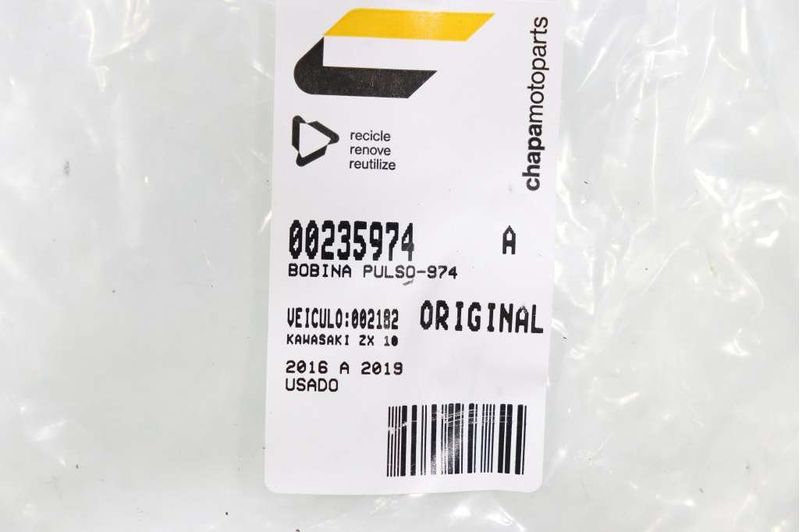 chapamotoparts
recicle
renove
reutilize
00235974 A
BOBINA PULSO-974
VEICULO:002182 ORIGINAL
KAWASAKI ZX 10
2016 A 2019
USADO